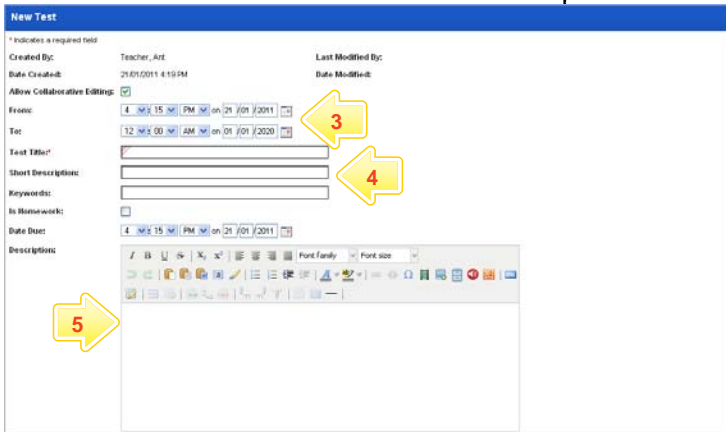 New Test
* Indicates a required field
Created By: Teacher, Ant Last Modified By:
Date Created: 21/01/2011 4:19 PM Date Modified:
Allow Collaborative Editing:
From: 4 : 15 PM on 21 /01 /2011
3
To: 12 : 00 AM on 01 /01 /2020
Test Title:*
Short Description:
4
Keywords:
Is Homework:
Date Due: 4 : 15 PM on 21 /01 /2011
Description:
I B U S X₂ x² Font family Font size
5